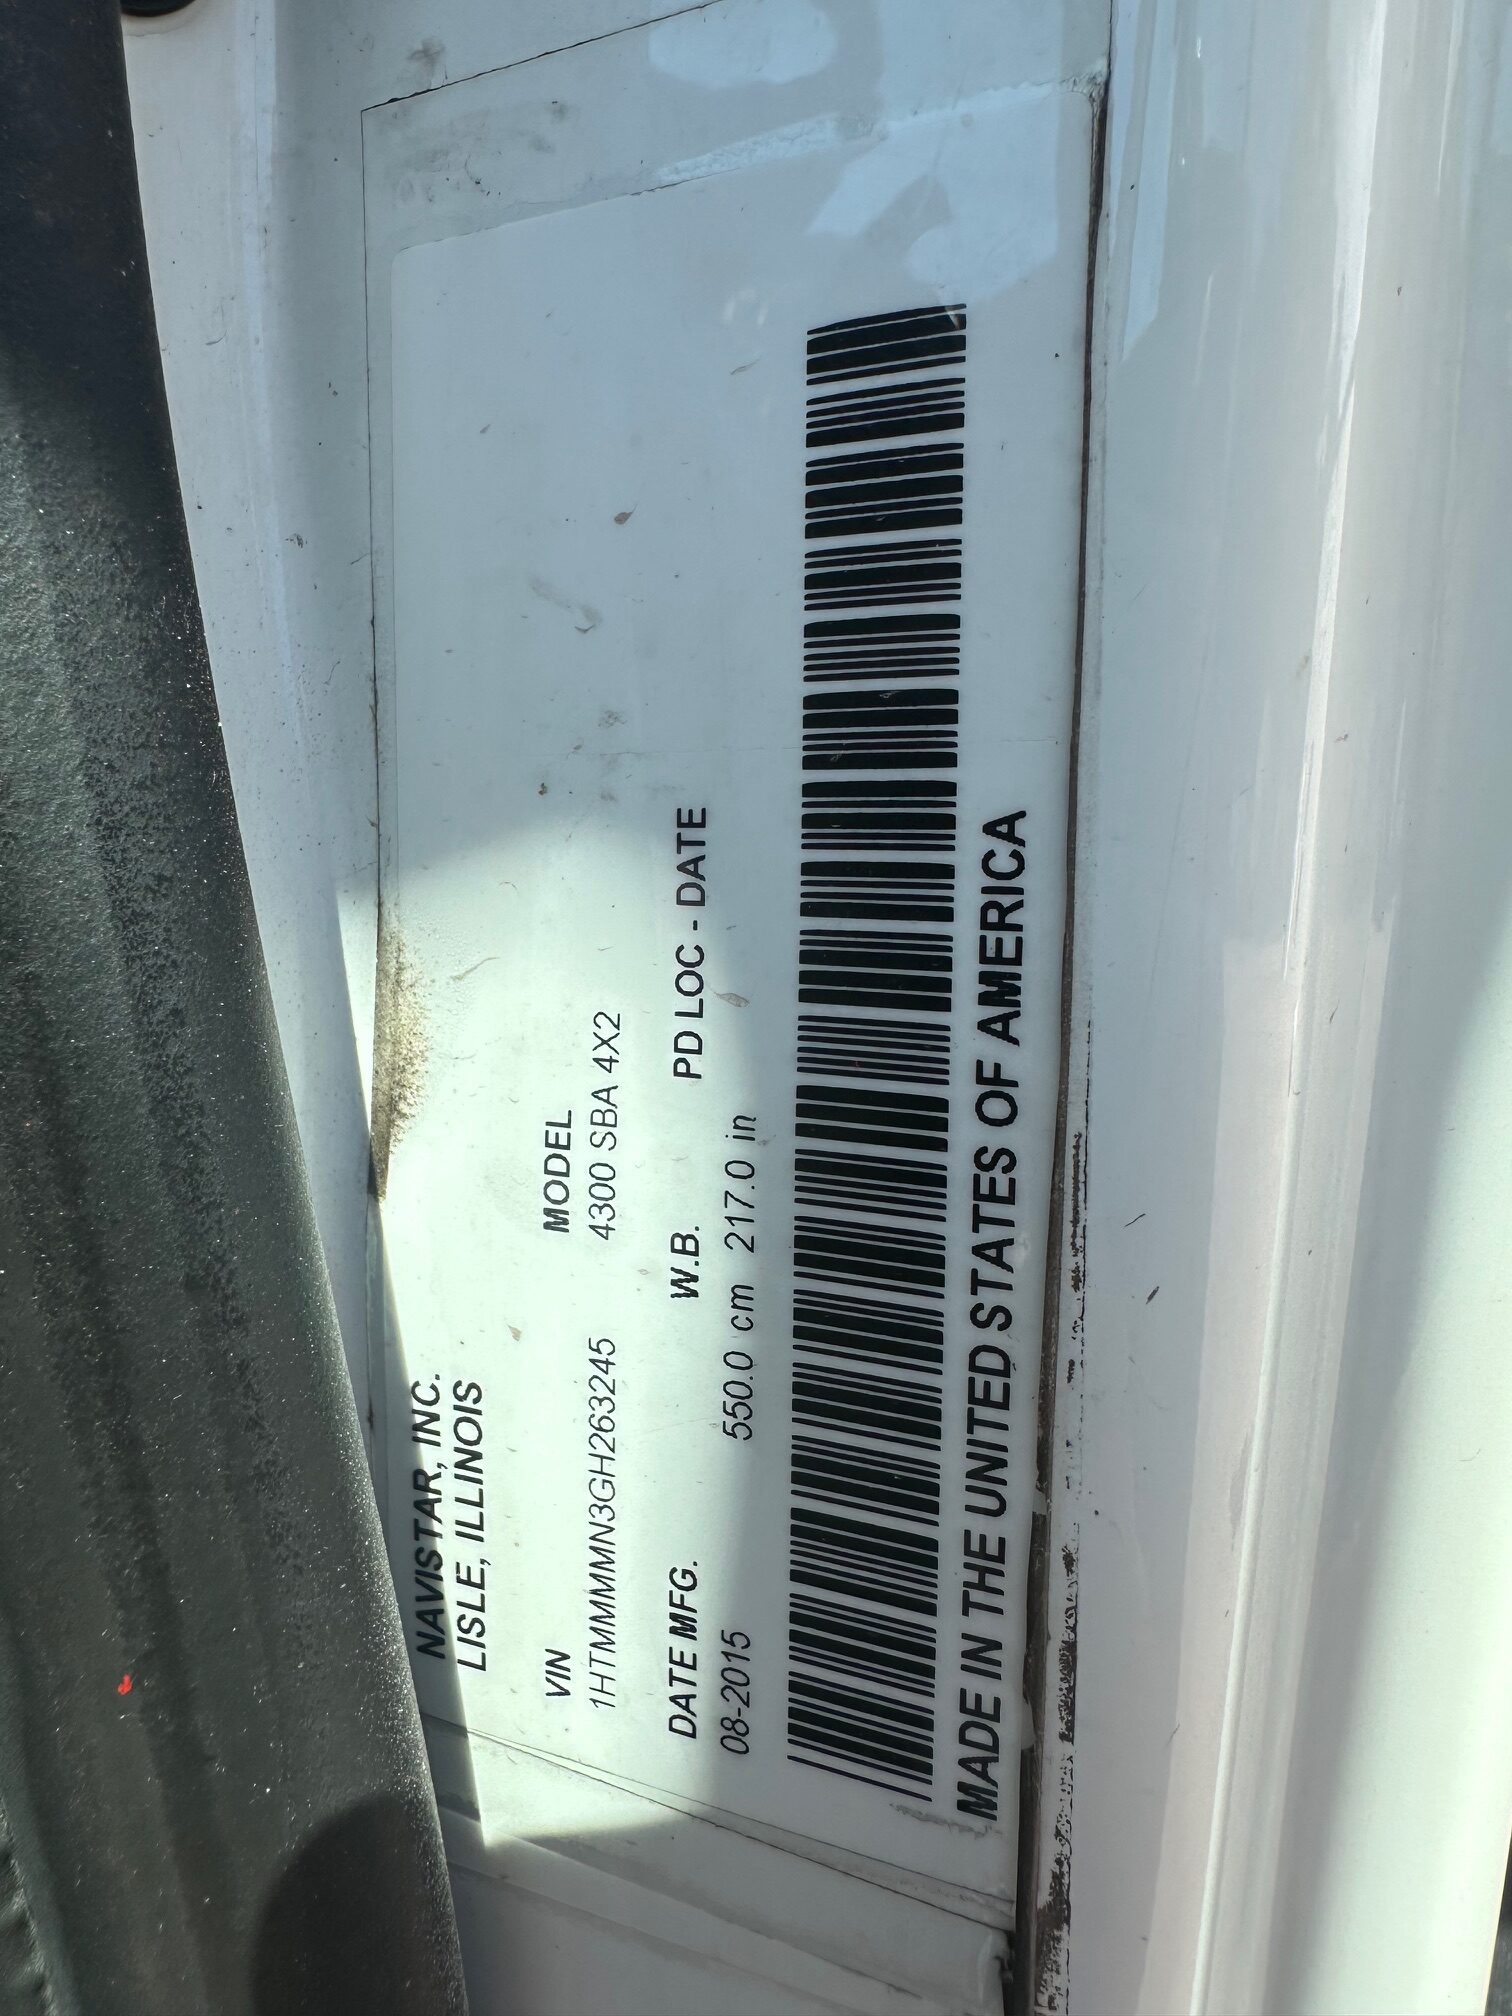 NAVISTAR, INC.
LISLE, ILLINOIS
VIN MODEL
1HTMMMMN3GH263245 4300 SBA 4X2
DATE MFG. W.B. PD LOC - DATE
08-2015 550.0 cm 217.0 in
MADE IN THE UNITED STATES OF AMERICA